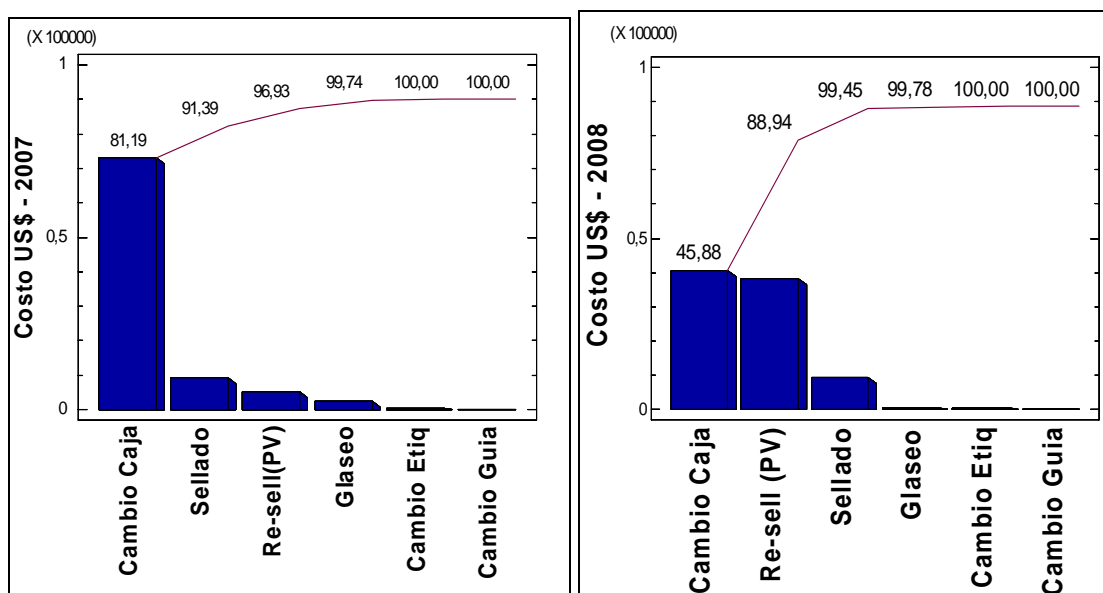 (X 100000)
1
0,5
0
Costo US$ - 2007
81,19
91,39
96,93
99,74
100,00
100,00
Cambio Caja
Sellado
Re-sell(PV)
Glaseo
Cambio Etiq
Cambio Guia
(X 100000)
1
0,5
0
Costo US$ - 2008
45,88
88,94
99,45
99,78
100,00
100,00
Cambio Caja
Re-sell (PV)
Sellado
Glaseo
Cambio Etiq
Cambio Guia